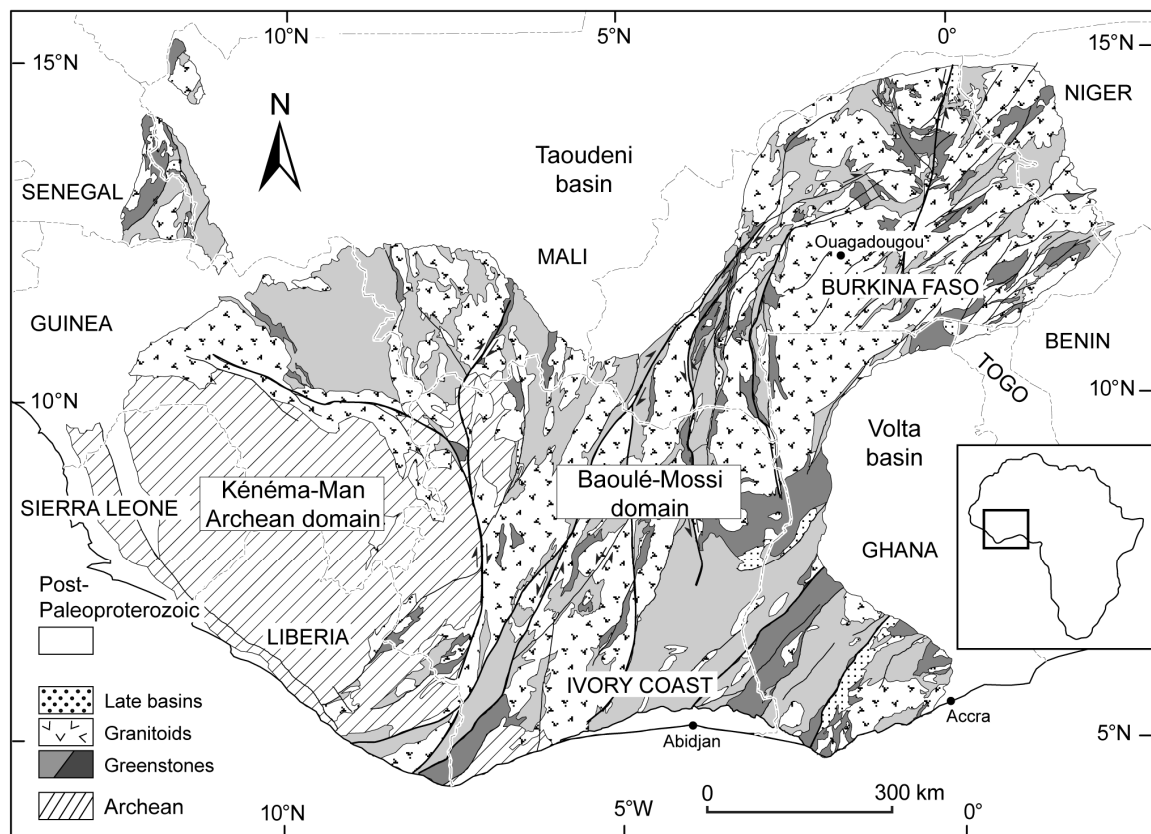 10°N
5°N
0°
15°N
15°N
NIGER
N
Taoudeni
basin
SENEGAL
MALI
Ouagadougou
BURKINA FASO
GUINEA
BENIN
TOGO
10°N
10°N
Volta
basin
Kénéma-Man
Archean domain
Baoulé-Mossi
domain
SIERRA LEONE
GHANA
Post-
Paleoproterozoic
LIBERIA
IVORY COAST
Late basins
Granitoids
Greenstones
Archean
Accra
Abidjan
5°N
0
300 km
10°N
5°W
0°